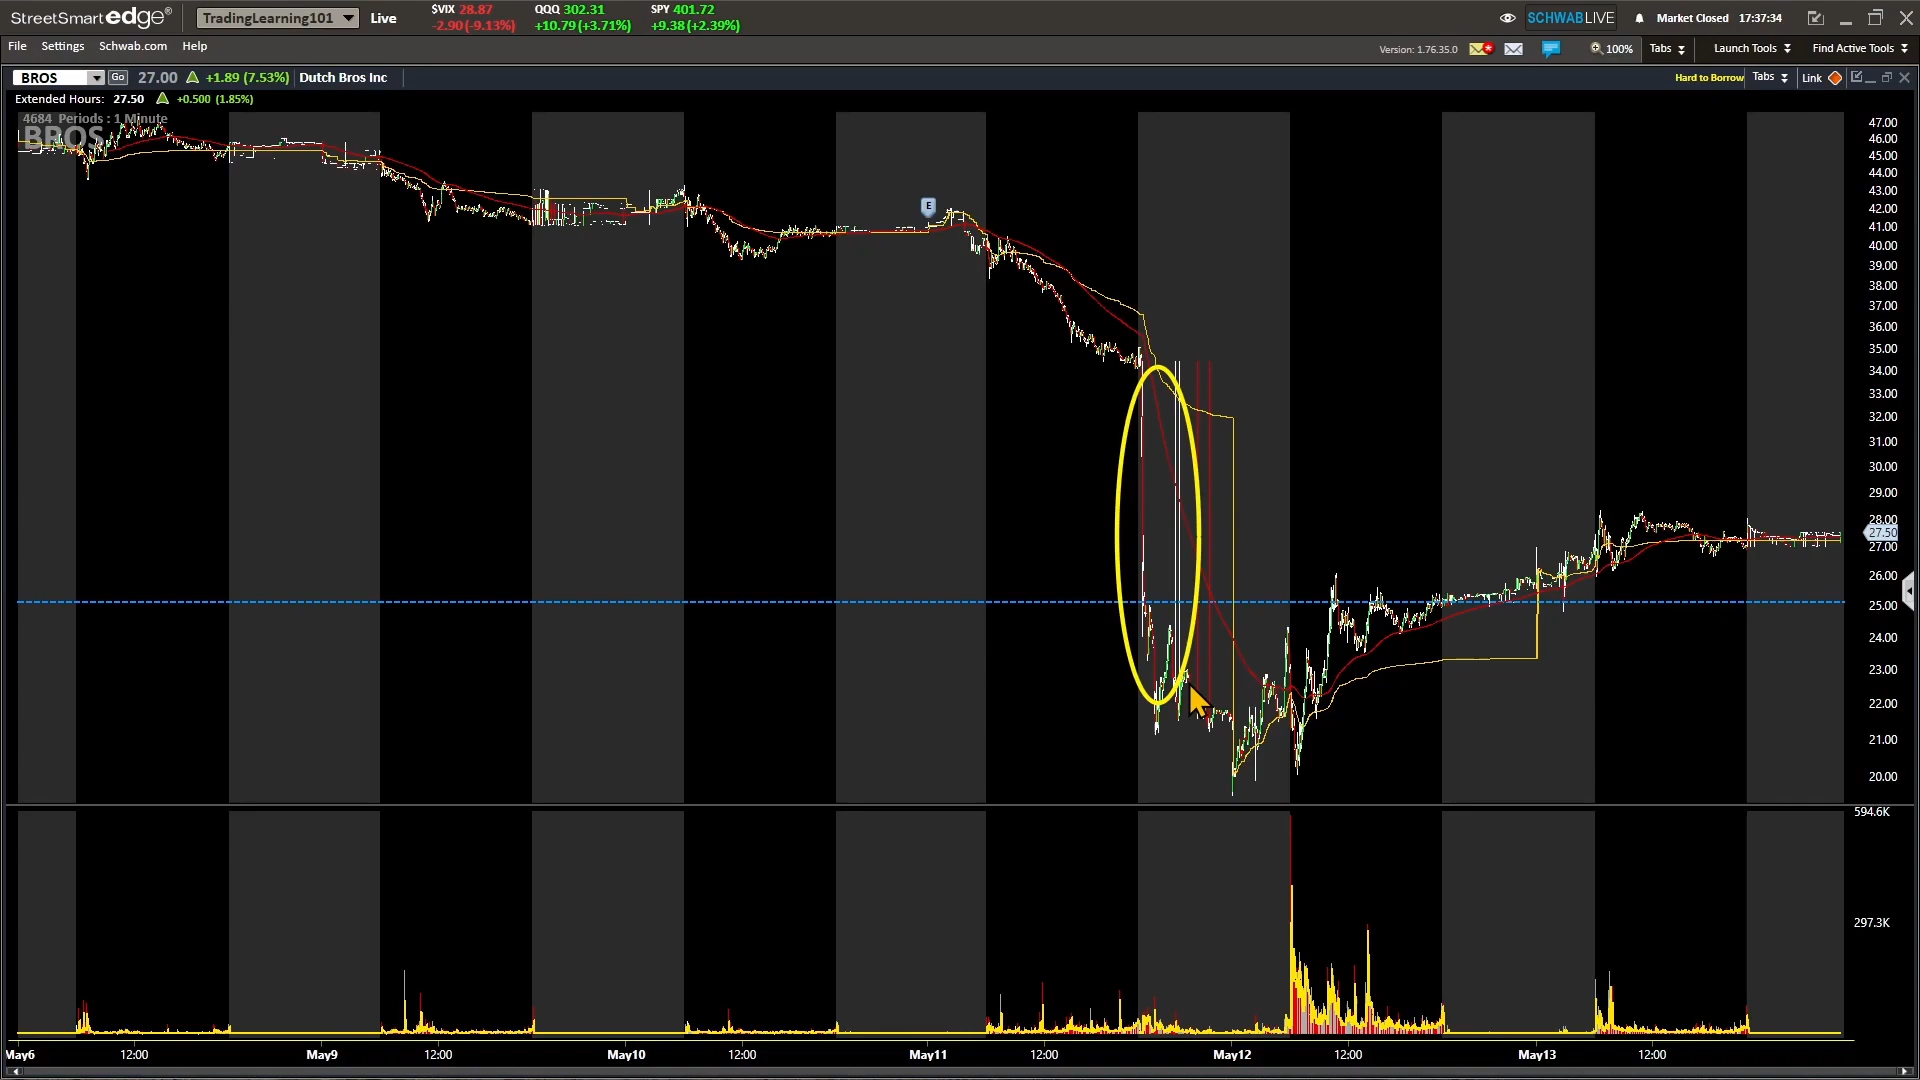 StreetSmart edge® TradingLearning101 Live $VIX 28.87 QQQ 302.31 SPY 401.72 SCHWABLIVE Market Closed 17:37:34
-2.90 (-9.13%) +10.79 (+3.71%) +9.38 (+2.39%)
File Settings Schwab.com Help Version: 1.76.35.0 100% Tabs Launch Tools Find Active Tools
BROS Go 27.00 +1.89 (7.53%) Dutch Bros Inc Hard to Borrow Tabs Link
Extended Hours: 27.50 +0.500 (1.85%)
4684 Periods : 1 Minute
BROS
47.00
46.00
45.00
44.00
43.00
E
42.00
41.00
40.00
39.00
38.00
37.00
36.00
35.00
34.00
33.00
32.00
31.00
30.00
29.00
28.00
27.50
27.00
26.00
25.00
24.00
23.00
22.00
21.00
20.00
594.6K
297.3K
May6 12:00 May9 12:00 May10 12:00 May11 12:00 May12 12:00 May13 12:00